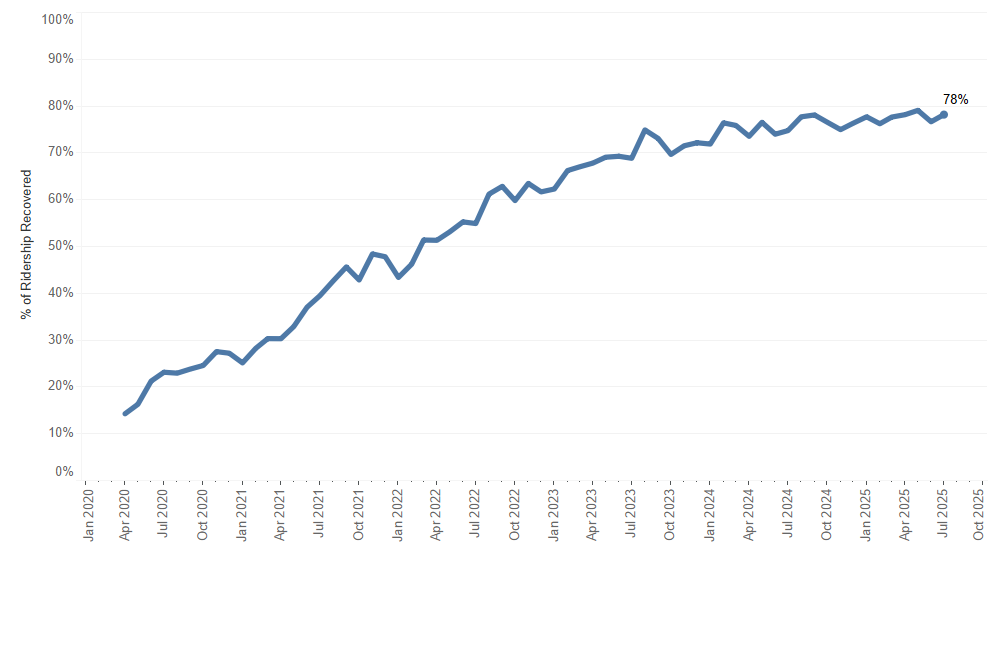 100%
90%
80%
70%
60%
50%
40%
30%
20%
10%
0%
% of Ridership Recovered
78%
Jan 2020
Apr 2020
Jul 2020
Oct 2020
Jan 2021
Apr 2021
Jul 2021
Oct 2021
Jan 2022
Apr 2022
Jul 2022
Oct 2022
Jan 2023
Apr 2023
Jul 2023
Oct 2023
Jan 2024
Apr 2024
Jul 2024
Oct 2024
Jan 2025
Apr 2025
Jul 2025
Oct 2025